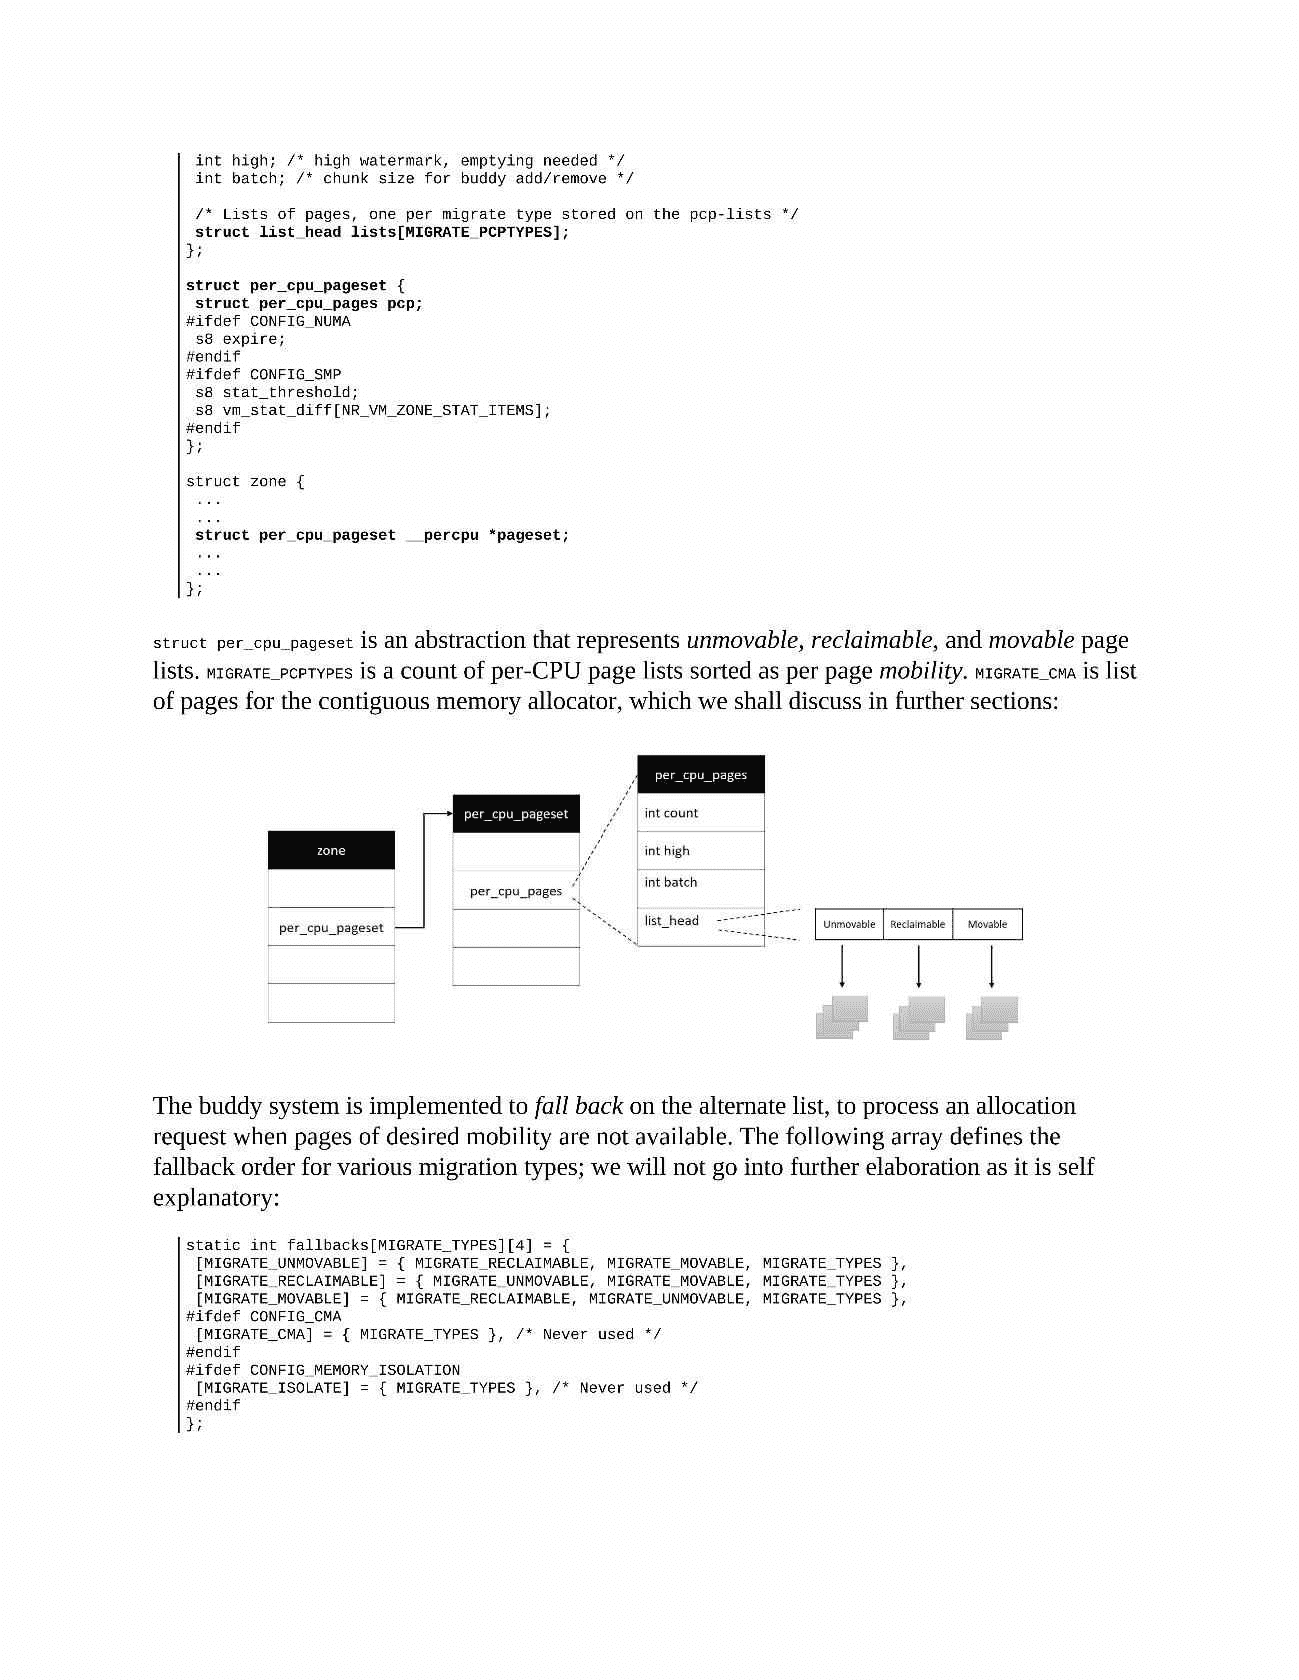 int high; /* high watermark, emptying needed */
int batch; /* chunk size for buddy add/remove */
/* Lists of pages, one per migrate type stored on the pcp-lists */
struct list_head lists[MIGRATE_PCPTYPES];
};
struct per_cpu_pageset {
struct per_cpu_pages pcp;
#ifdef CONFIG_NUMA
s8 expire;
#endif
#ifdef CONFIG_SMP
s8 stat_threshold;
s8 vm_stat_diff[NR_VM_ZONE_STAT_ITEMS];
#endif
};
struct zone {
...
...
struct per_cpu_pageset __percpu *pageset;
...
...
};
struct per_cpu_pageset is an abstraction that represents unmovable, reclaimable, and movable page
lists. MIGRATE_PCPTYPES is a count of per-CPU page lists sorted as per page mobility. MIGRATE_CMA is list
of pages for the contiguous memory allocator, which we shall discuss in further sections:
zone
per_cpu_pageset
per_cpu_pageset
per_cpu_pages
per_cpu_pages
int count
int high
int batch
list_head
Unmovable Reclaimable Movable
The buddy system is implemented to fall back on the alternate list, to process an allocation
request when pages of desired mobility are not available. The following array defines the
fallback order for various migration types; we will not go into further elaboration as it is self
explanatory:
static int fallbacks[MIGRATE_TYPES][4] = {
[MIGRATE_UNMOVABLE] = { MIGRATE_RECLAIMABLE, MIGRATE_MOVABLE, MIGRATE_TYPES },
[MIGRATE_RECLAIMABLE] = { MIGRATE_UNMOVABLE, MIGRATE_MOVABLE, MIGRATE_TYPES },
[MIGRATE_MOVABLE] = { MIGRATE_RECLAIMABLE, MIGRATE_UNMOVABLE, MIGRATE_TYPES },
#ifdef CONFIG_CMA
[MIGRATE_CMA] = { MIGRATE_TYPES }, /* Never used */
#endif
#ifdef CONFIG_MEMORY_ISOLATION
[MIGRATE_ISOLATE] = { MIGRATE_TYPES }, /* Never used */
#endif
};